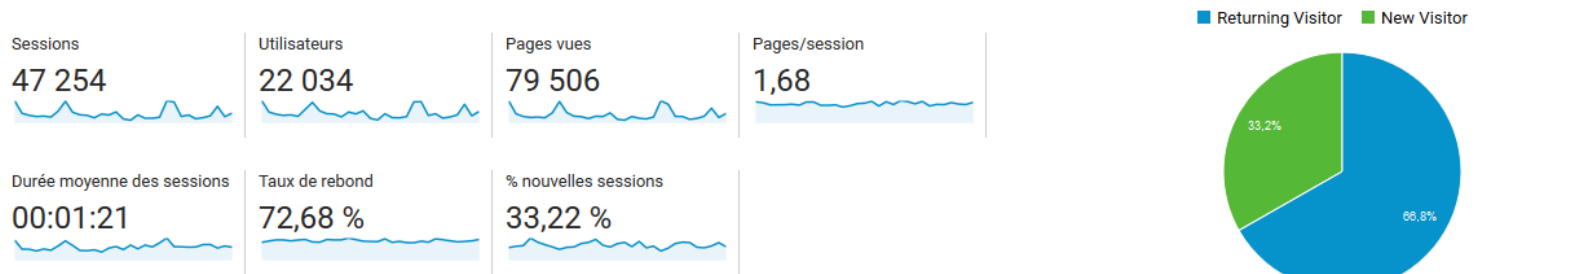 Returning Visitor New Visitor
Sessions
47 254
Utilisateurs
22 034
Pages vues
79 506
Pages/session
1,68
Durée moyenne des sessions
00:01:21
Taux de rebond
72,68 %
% nouvelles sessions
33,22 %
33,2%
66,8%